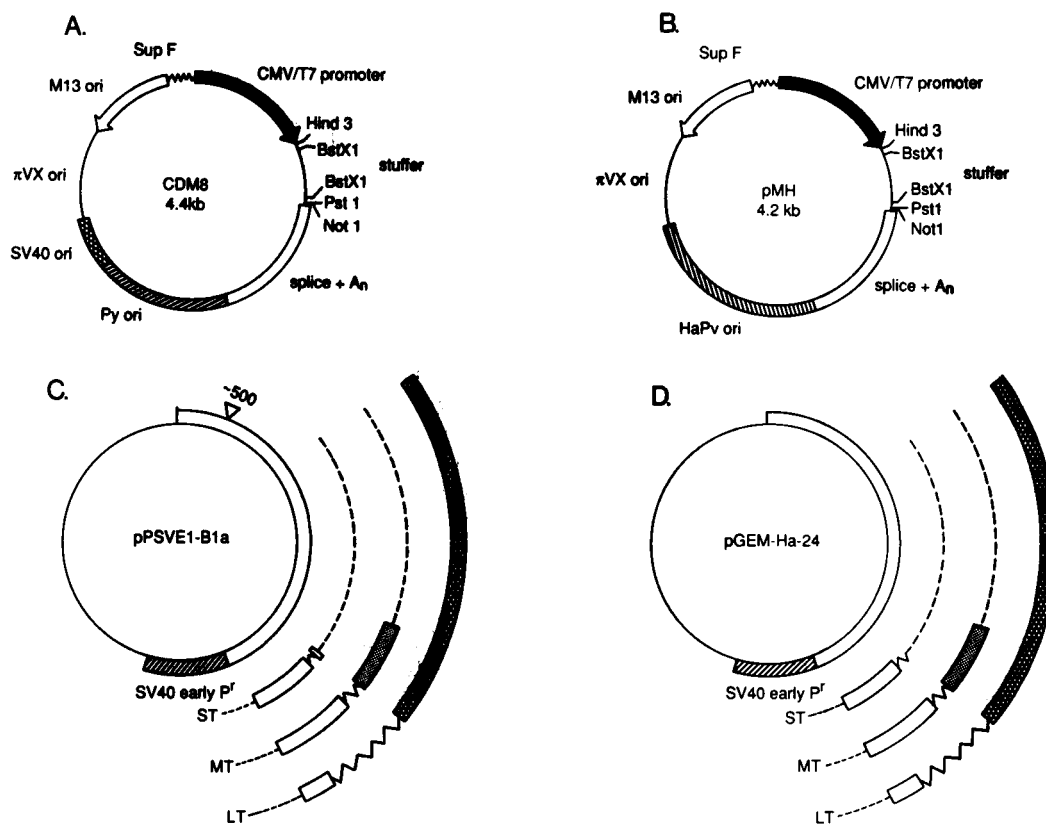 A.
Sup F
M13 ori
CMV/T7 promoter
Hind 3
BstX1
stuffer
πVX ori
CDM8
4.4kb
BstX1
Pst 1
Not 1
SV40 ori
splice + An
Py ori
B.
Sup F
CMV/T7 promoter
M13 ori
Hind 3
BstX1
stuffer
πVX ori
pMH
4.2 kb
BstX1
Pst1
Not1
splice + An
HaPv ori
C.
~500
pPSVE1-B1a
SV40 early Pr
ST
MT
LT
D.
pGEM-Ha-24
SV40 early Pr
ST
MT
LT